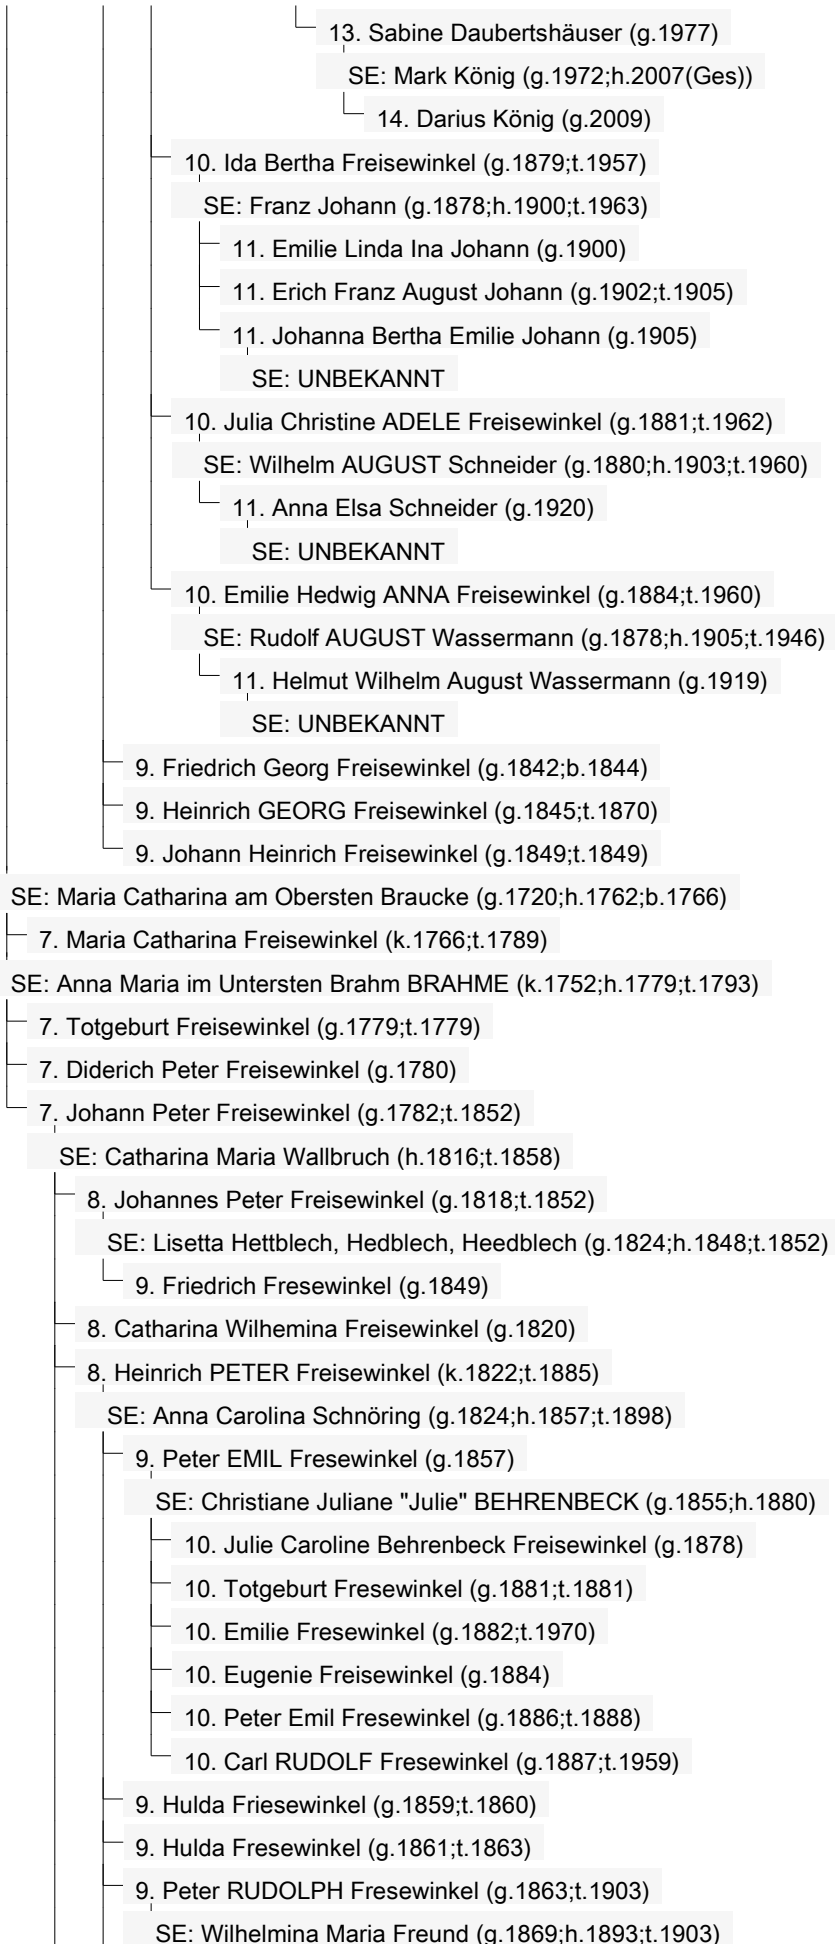 13. Sabine Daubertshäuser (g.1977)
SE: Mark König (g.1972;h.2007(Ges))
14. Darius König (g.2009)
10. Ida Bertha Freisewinkel (g.1879;t.1957)
SE: Franz Johann (g.1878;h.1900;t.1963)
11. Emilie Linda Ina Johann (g.1900)
11. Erich Franz August Johann (g.1902;t.1905)
11. Johanna Bertha Emilie Johann (g.1905)
SE: UNBEKANNT
10. Julia Christine ADELE Freisewinkel (g.1881;t.1962)
SE: Wilhelm AUGUST Schneider (g.1880;h.1903;t.1960)
11. Anna Elsa Schneider (g.1920)
SE: UNBEKANNT
10. Emilie Hedwig ANNA Freisewinkel (g.1884;t.1960)
SE: Rudolf AUGUST Wassermann (g.1878;h.1905;t.1946)
11. Helmut Wilhelm August Wassermann (g.1919)
SE: UNBEKANNT
9. Friedrich Georg Freisewinkel (g.1842;b.1844)
9. Heinrich GEORG Freisewinkel (g.1845;t.1870)
9. Johann Heinrich Freisewinkel (g.1849;t.1849)
SE: Maria Catharina am Obersten Braucke (g.1720;h.1762;b.1766)
7. Maria Catharina Freisewinkel (k.1766;t.1789)
SE: Anna Maria im Untersten Brahm BRAHME (k.1752;h.1779;t.1793)
7. Totgeburt Freisewinkel (g.1779;t.1779)
7. Diderich Peter Freisewinkel (g.1780)
7. Johann Peter Freisewinkel (g.1782;t.1852)
SE: Catharina Maria Wallbruch (h.1816;t.1858)
8. Johannes Peter Freisewinkel (g.1818;t.1852)
SE: Lisetta Hettblech, Hedblech, Heedblech (g.1824;h.1848;t.1852)
9. Friedrich Fresewinkel (g.1849)
8. Catharina Wilhemina Freisewinkel (g.1820)
8. Heinrich PETER Freisewinkel (k.1822;t.1885)
SE: Anna Carolina Schnöring (g.1824;h.1857;t.1898)
9. Peter EMIL Fresewinkel (g.1857)
SE: Christiane Juliane "Julie" BEHRENBECK (g.1855;h.1880)
10. Julie Caroline Behrenbeck Freisewinkel (g.1878)
10. Totgeburt Fresewinkel (g.1881;t.1881)
10. Emilie Fresewinkel (g.1882;t.1970)
10. Eugenie Freisewinkel (g.1884)
10. Peter Emil Fresewinkel (g.1886;t.1888)
10. Carl RUDOLF Fresewinkel (g.1887;t.1959)
9. Hulda Friesewinkel (g.1859;t.1860)
9. Hulda Fresewinkel (g.1861;t.1863)
9. Peter RUDOLPH Fresewinkel (g.1863;t.1903)
SE: Wilhelmina Maria Freund (g.1869;h.1893;t.1903)